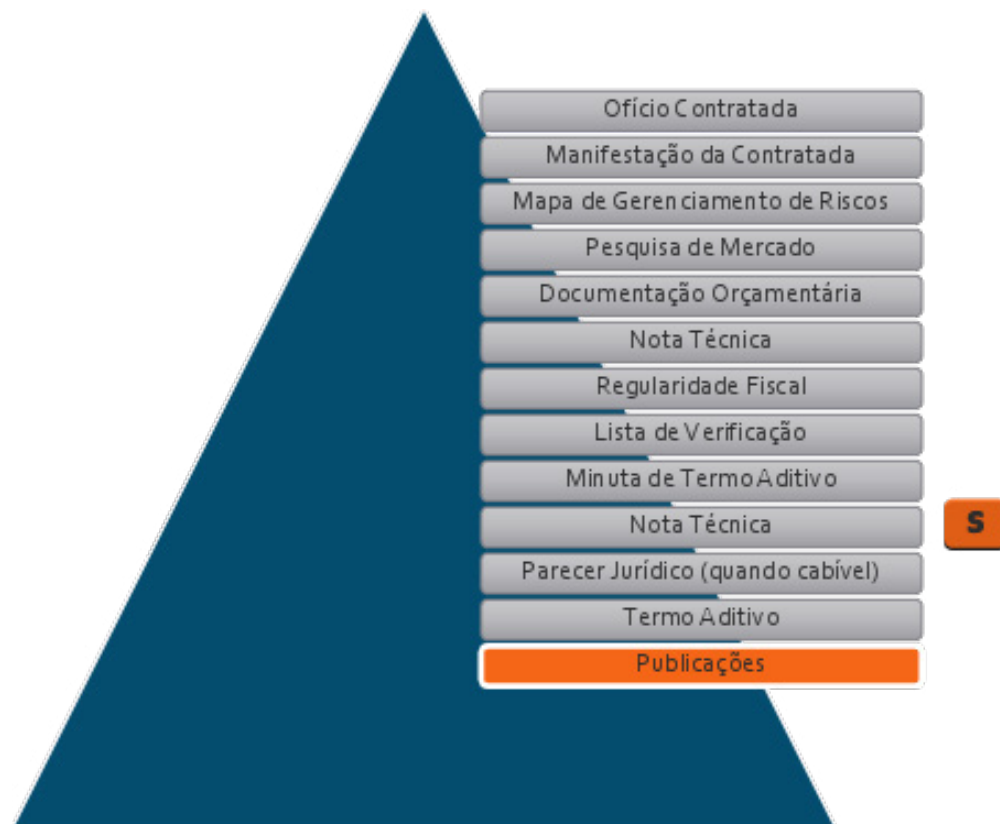 Ofício Contratada
Manifestação da Contratada
Mapa de Gerenciamento de Riscos
Pesquisa de Mercado
Documentação Orçamentária
Nota Técnica
Regularidade Fiscal
Lista de Verificação
Minuta de Termo Aditivo
Nota Técnica
S
Parecer Jurídico (quando cabível)
Termo Aditivo
Publicações